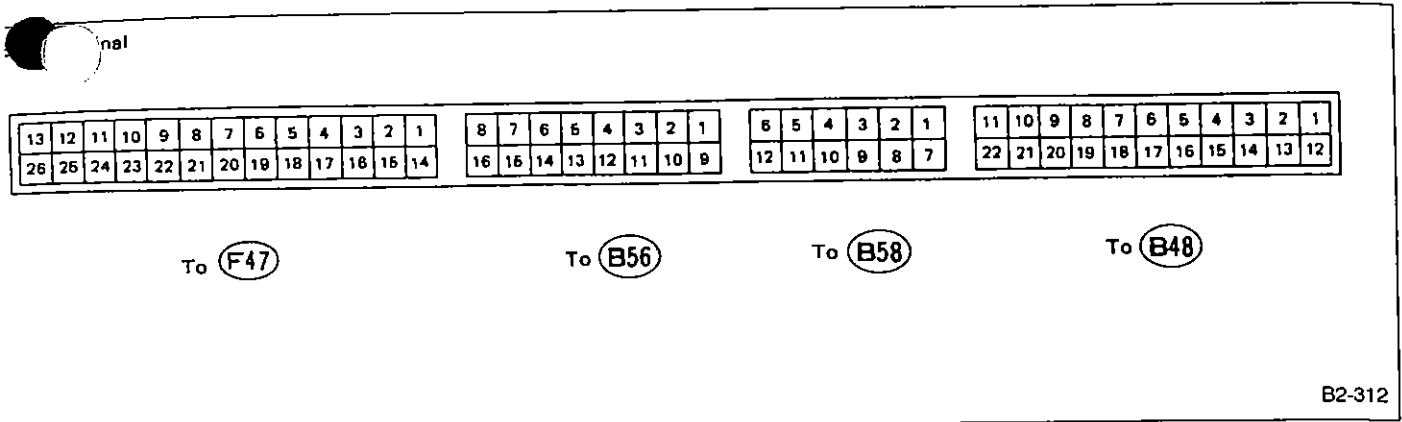 nal
13 12 11 10 9 8 7 6 5 4 3 2 1 8 7 6 5 4 3 2 1 6 5 4 3 2 1 11 10 9 8 7 6 5 4 3 2 1
26 25 24 23 22 21 20 19 18 17 16 15 14 16 15 14 13 12 11 10 9 12 11 10 9 8 7 22 21 20 19 18 17 16 15 14 13 12
To F47 To B56 To B58 To B48
B2-312